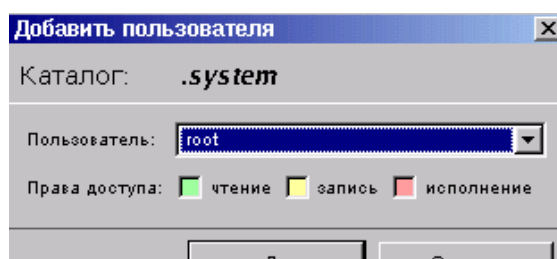 Добавить пользователя
Каталог: .system
Пользователь: root
Права доступа: чтение запись исполнение